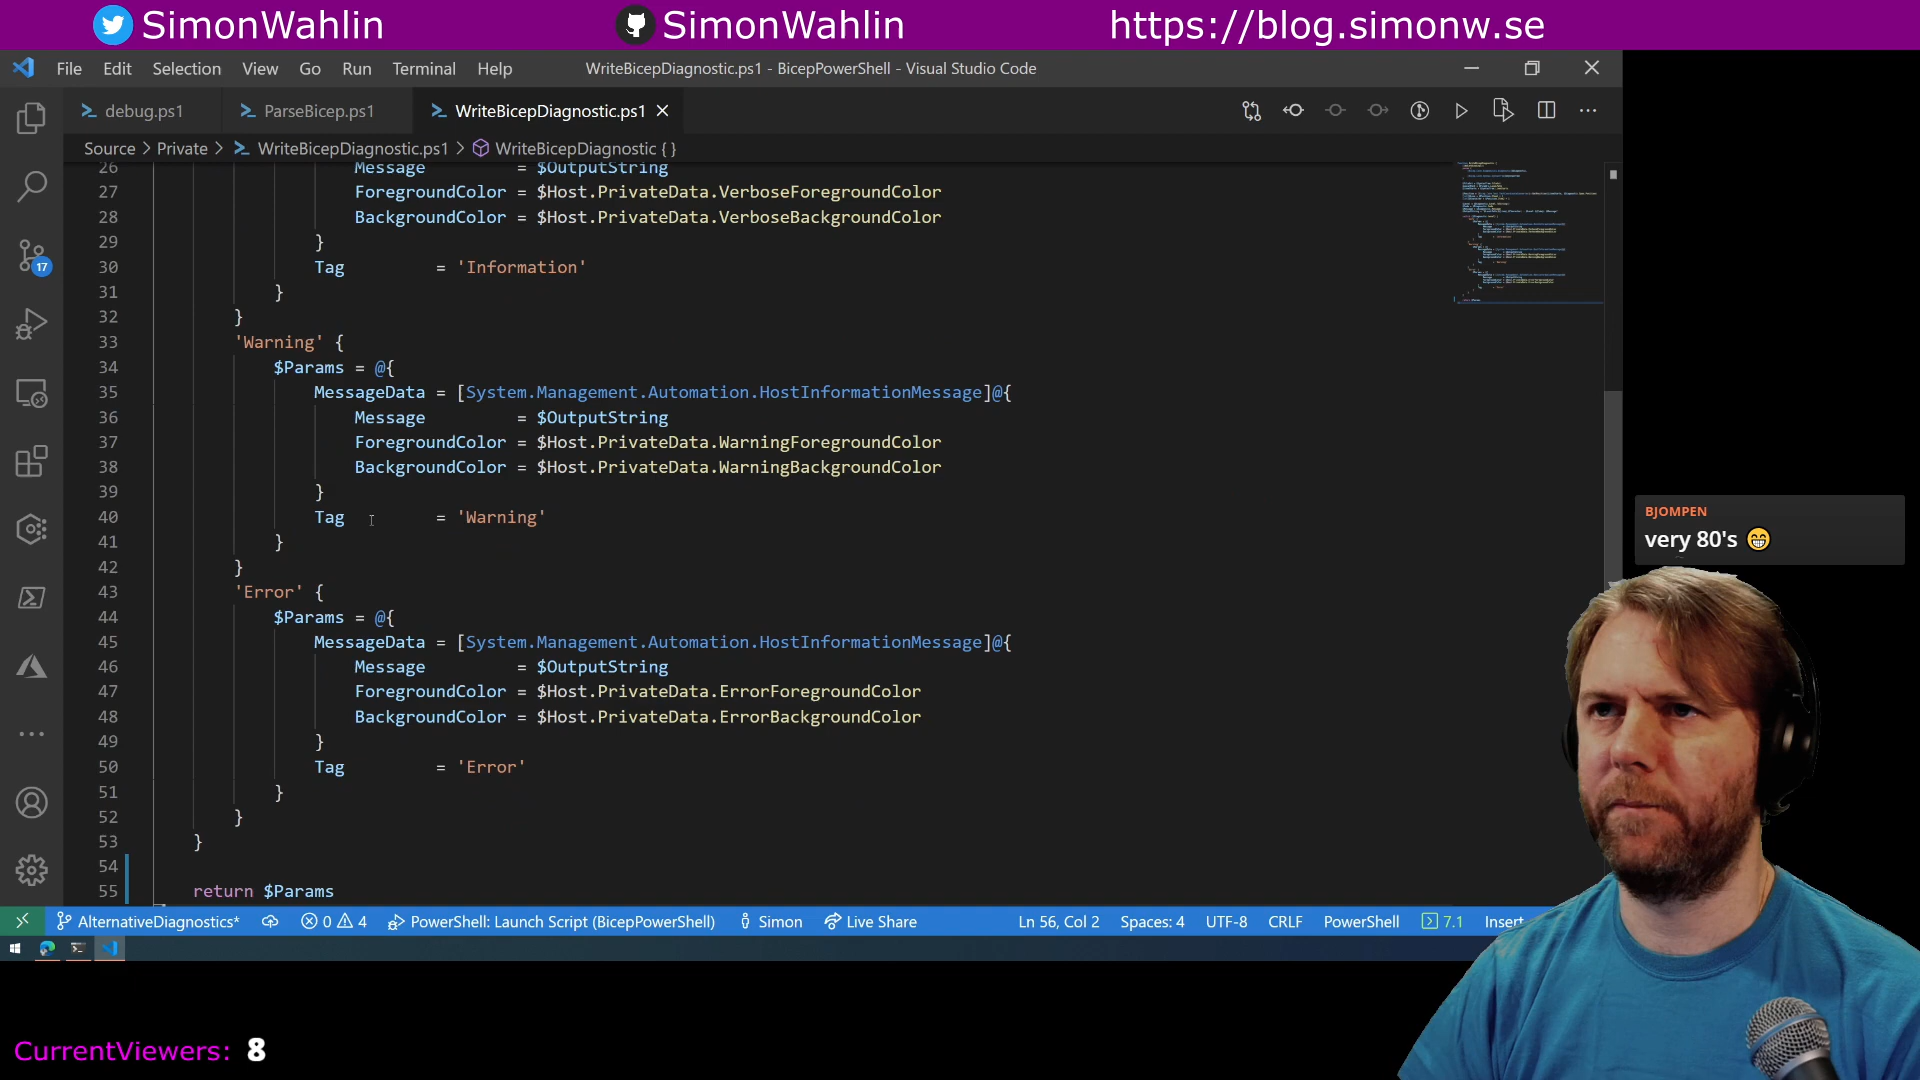 SimonWahlin SimonWahlin https://blog.simonw.se
File Edit Selection View Go Run Terminal Help WriteBicepDiagnostic.ps1 - BicepPowerShell - Visual Studio Code
debug.ps1 ParseBicep.ps1 WriteBicepDiagnostic.ps1
Source > Private > WriteBicepDiagnostic.ps1 > WriteBicepDiagnostic { }
26 Message = $OutputString
27 ForegroundColor = $Host.PrivateData.VerboseForegroundColor
28 BackgroundColor = $Host.PrivateData.VerboseBackgroundColor
29 }
30 Tag = 'Information'
31 }
32 }
33 'Warning' {
34 $Params = @{
35 MessageData = [System.Management.Automation.HostInformationMessage]@{
36 Message = $OutputString
37 ForegroundColor = $Host.PrivateData.WarningForegroundColor
38 BackgroundColor = $Host.PrivateData.WarningBackgroundColor
39 }
40 Tag = 'Warning'
41 }
42 }
43 'Error' {
44 $Params = @{
45 MessageData = [System.Management.Automation.HostInformationMessage]@{
46 Message = $OutputString
47 ForegroundColor = $Host.PrivateData.ErrorForegroundColor
48 BackgroundColor = $Host.PrivateData.ErrorBackgroundColor
49 }
50 Tag = 'Error'
51 }
52 }
53 }
54
55 return $Params
17
BJOMPEN
very 80's 😁
AlternativeDiagnostics* 0 4 PowerShell: Launch Script (BicepPowerShell) Simon Live Share Ln 56, Col 2 Spaces: 4 UTF-8 CRLF PowerShell 7.1 Insert
CurrentViewers: 8